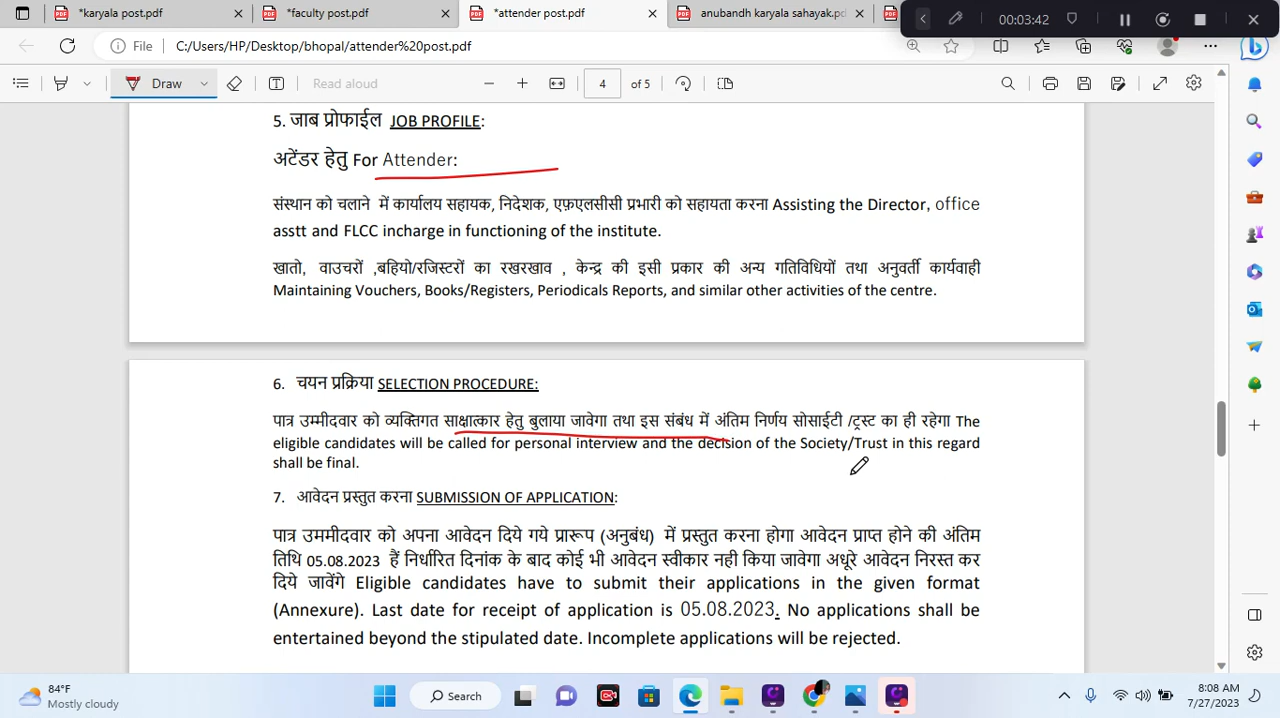 *karyala post.pdf
*faculty post.pdf
*attender post.pdf
anubandh karyala sahayak.pdf
00:03:42
File C:/Users/HP/Desktop/bhopal/attender%20post.pdf
Draw
Read aloud
4 of 5
5. जाब प्रोफाईल JOB PROFILE:
अटेंडर हेतु For Attender:
संस्थान को चलाने में कार्यालय सहायक, निदेशक, एफ़एलसीसी प्रभारी को सहायता करना Assisting the Director, office
asstt and FLCC incharge in functioning of the institute.
खातो, वाउचरों ,बहियो/रजिस्टरों का रखरखाव , केन्द्र की इसी प्रकार की अन्य गतिविधियों तथा अनुवर्ती कार्यवाही
Maintaining Vouchers, Books/Registers, Periodicals Reports, and similar other activities of the centre.
6. चयन प्रक्रिया SELECTION PROCEDURE:
पात्र उम्मीदवार को व्यक्तिगत साक्षात्कार हेतु बुलाया जावेगा तथा इस संबंध में अंतिम निर्णय सोसाईटी /ट्रस्ट का ही रहेगा The
eligible candidates will be called for personal interview and the decision of the Society/Trust in this regard
shall be final.
7. आवेदन प्रस्तुत करना SUBMISSION OF APPLICATION:
पात्र उममीदवार को अपना आवेदन दिये गये प्रारूप (अनुबंध) में प्रस्तुत करना होगा आवेदन प्राप्त होने की अंतिम
तिथि 05.08.2023 हैं निर्धारित दिनांक के बाद कोई भी आवेदन स्वीकार नही किया जावेगा अधूरे आवेदन निरस्त कर
दिये जावेंगे Eligible candidates have to submit their applications in the given format
(Annexure). Last date for receipt of application is 05.08.2023. No applications shall be
entertained beyond the stipulated date. Incomplete applications will be rejected.
84°F
Mostly cloudy
Search
8:08 AM
7/27/2023